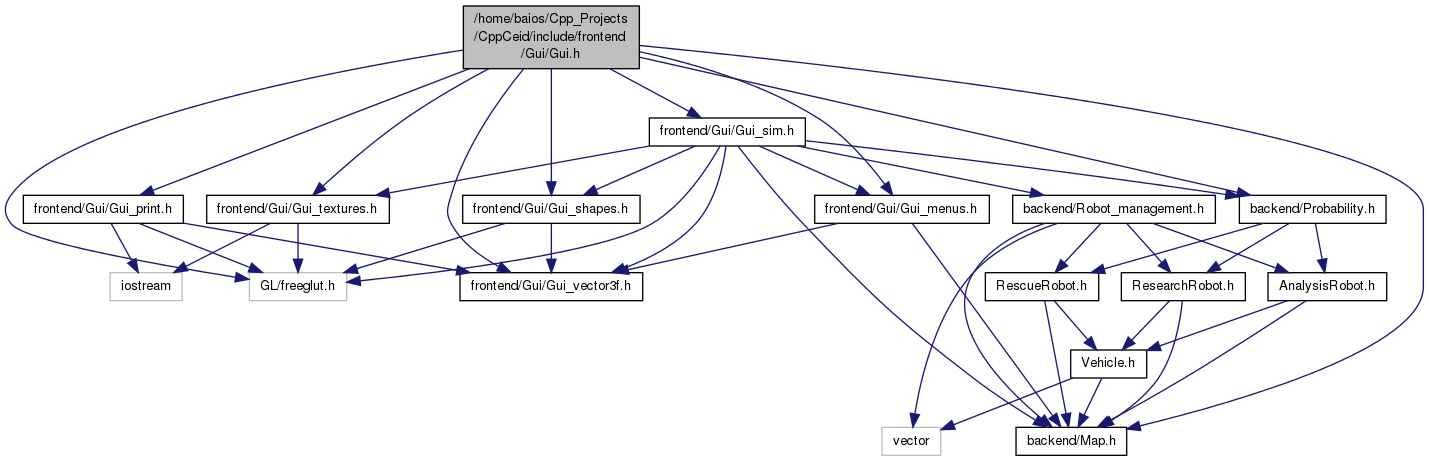 /home/baios/Cpp_Projects
/CppCeid/include/frontend
/Gui/Gui.h
frontend/Gui/Gui_sim.h
frontend/Gui/Gui_print.h
frontend/Gui/Gui_textures.h
frontend/Gui/Gui_shapes.h
frontend/Gui/Gui_menus.h
backend/Robot_management.h
backend/Probability.h
iostream
GL/freeglut.h
frontend/Gui/Gui_vector3f.h
RescueRobot.h
ResearchRobot.h
AnalysisRobot.h
Vehicle.h
vector
backend/Map.h